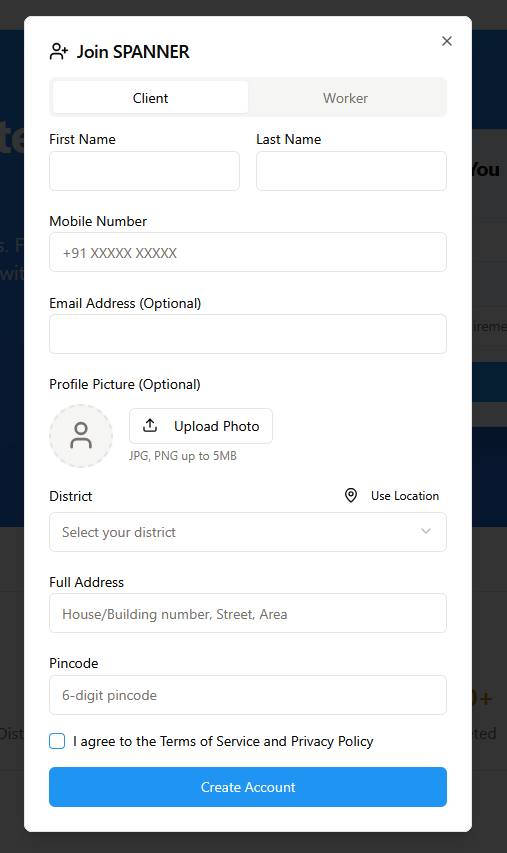 Join SPANNER
Client
Worker
First Name
Last Name
Mobile Number
+91 XXXXX XXXXX
Email Address (Optional)
Profile Picture (Optional)
Upload Photo
JPG, PNG up to 5MB
District
Use Location
Select your district
Full Address
House/Building number, Street, Area
Pincode
6-digit pincode
I agree to the Terms of Service and Privacy Policy
Create Account
You